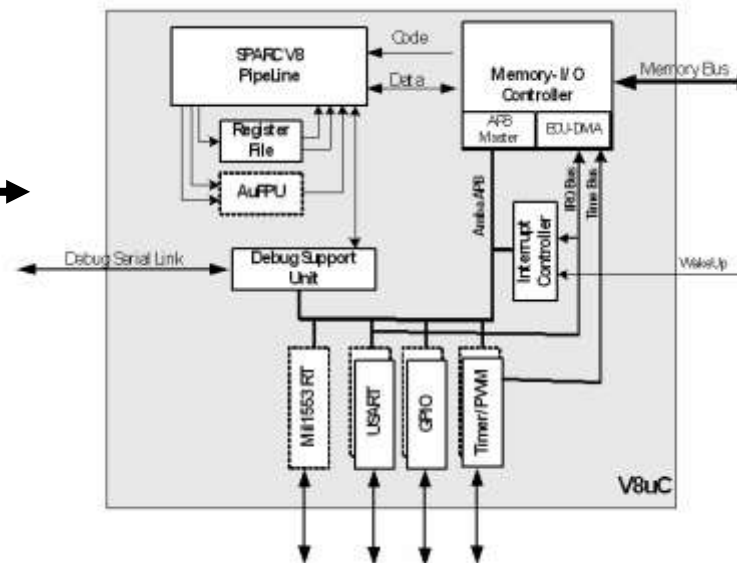 SPARC V8
PipeLine
Code
Data
Memory- I/ O
Controller
APB
Master
EDU-DMA
Memory Bus
Register
File
AuFPU
Amba APB
IRQ Bus
Time Bus
Interrupt
Controller
WakeUp
Debug Serial Link
Debug Support
Unit
Mil1553 RT
USART
GPIO
Timer/ PWM
V8uC